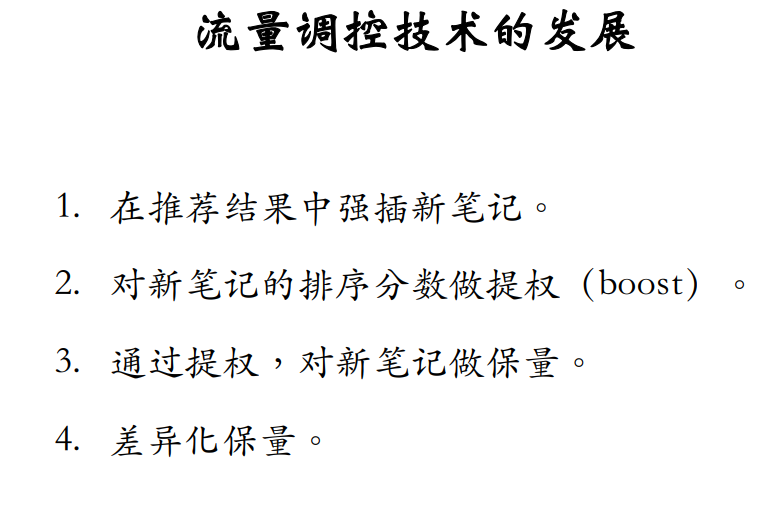 流量调控技术的发展
1. 在推荐结果中强插新笔记。
2. 对新笔记的排序分数做提权（boost）。
3. 通过提权，对新笔记做保量。
4. 差异化保量。